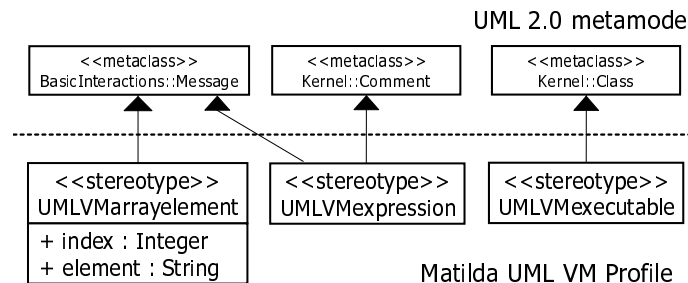 UML 2.0 metamode
<<metaclass>>
BasicInteractions::Message
<<metaclass>>
Kernel::Comment
<<metaclass>>
Kernel::Class
<<stereotype>>
UMLVMarrayelement
+ index : Integer
+ element : String
<<stereotype>>
UMLVMexpression
<<stereotype>>
UMLVMexecutable
Matilda UML VM Profile